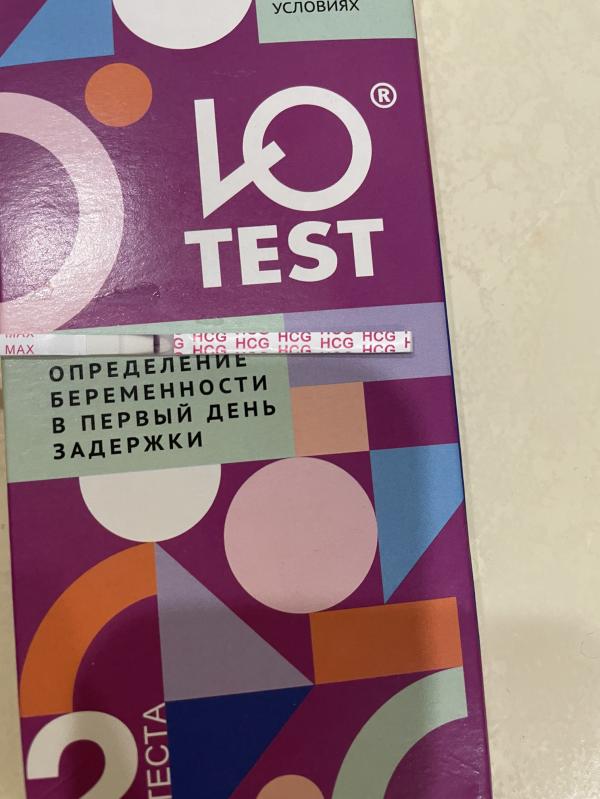 УСЛОВИЯХ
Ю®
TEST
MAX
MAX
G HCG HCG HCG HCG HCG H
HCG HCG HCG HCG HCG
ОПРЕДЕЛЕНИЕ
БЕРЕМЕННОСТИ
В ПЕРВЫЙ ДЕНЬ
ЗАДЕРЖКИ
2
ТЕСТА